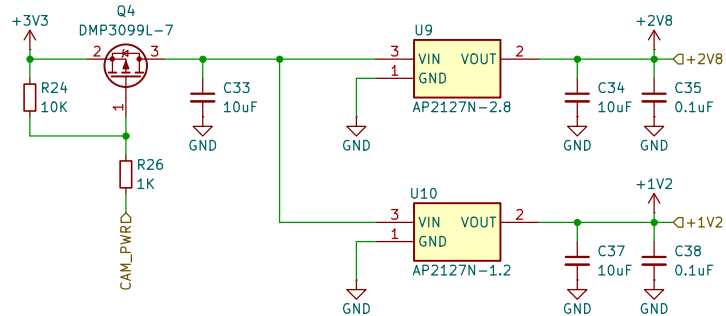 Q4
DMP3099L-7
+3V3
2
3
1
R24
10K
R26
1K
CAM_PWR
C33
10uF
GND
U9
3
VIN
VOUT
2
1
GND
AP2127N-2.8
GND
+2V8
+2V8
C34
10uF
GND
C35
0.1uF
GND
U10
3
VIN
VOUT
2
1
GND
AP2127N-1.2
GND
+1V2
+1V2
C37
10uF
GND
C38
0.1uF
GND